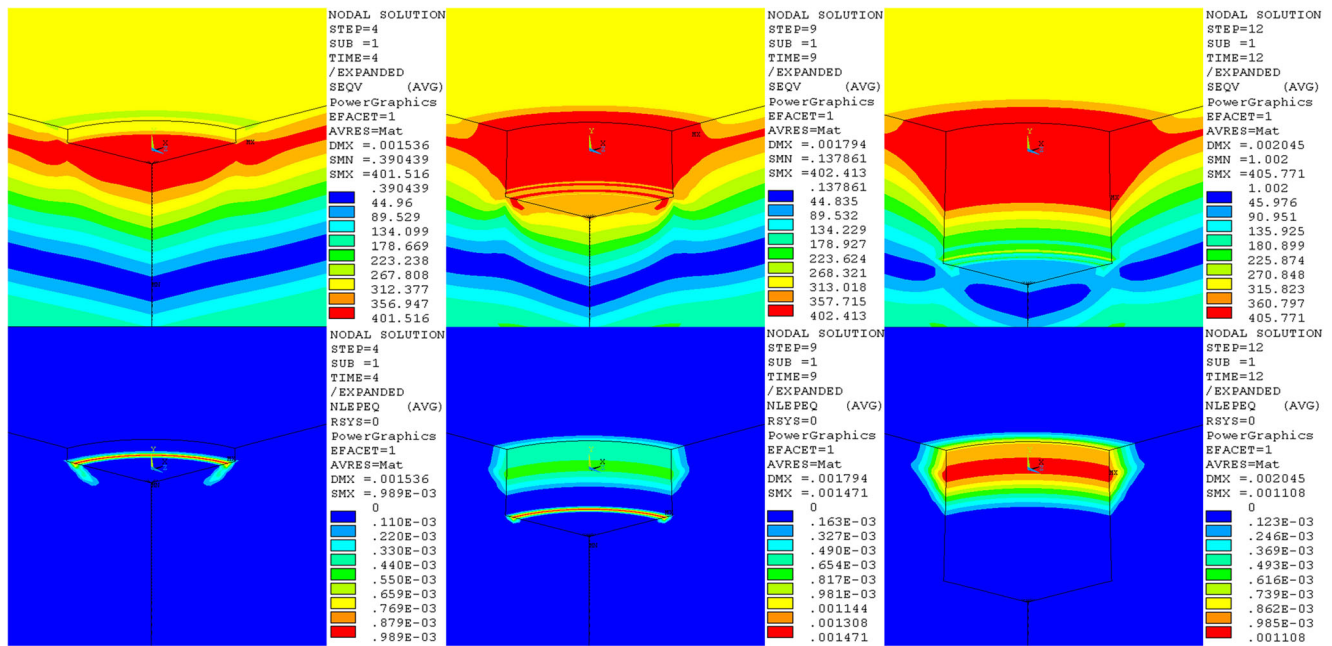 NODAL SOLUTION
STEP=4
SUB =1
TIME=4
/EXPANDED
SEQV (AVG)
PowerGraphics
EFACET=1
AVRES=Mat
DMX =.001536
SMN =.390439
SMX =401.516
.390439
44.96
89.529
134.099
178.669
223.238
267.808
312.377
356.947
401.516
NODAL SOLUTION
STEP=9
SUB =1
TIME=9
/EXPANDED
SEQV (AVG)
PowerGraphics
EFACET=1
AVRES=Mat
DMX =.001794
SMN =.137861
SMX =402.413
.137861
44.835
89.532
134.229
178.927
223.624
268.321
313.018
357.715
402.413
NODAL SOLUTION
STEP=12
SUB =1
TIME=12
/EXPANDED
SEQV (AVG)
PowerGraphics
EFACET=1
AVRES=Mat
DMX =.002045
SMN =1.002
SMX =405.771
1.002
45.976
90.951
135.925
180.899
225.874
270.848
315.823
360.797
405.771
NODAL SOLUTION
STEP=4
SUB =1
TIME=4
/EXPANDED
NLEPEQ (AVG)
RSYS=0
PowerGraphics
EFACET=1
AVRES=Mat
DMX =.001536
SMX =.989E-03
0
.110E-03
.220E-03
.330E-03
.440E-03
.550E-03
.659E-03
.769E-03
.879E-03
.989E-03
NODAL SOLUTION
STEP=9
SUB =1
TIME=9
/EXPANDED
NLEPEQ (AVG)
RSYS=0
PowerGraphics
EFACET=1
AVRES=Mat
DMX =.001794
SMX =.001471
0
.163E-03
.327E-03
.490E-03
.654E-03
.817E-03
.981E-03
.001144
.001308
.001471
NODAL SOLUTION
STEP=12
SUB =1
TIME=12
/EXPANDED
NLEPEQ (AVG)
RSYS=0
PowerGraphics
EFACET=1
AVRES=Mat
DMX =.002045
SMX =.001108
0
.123E-03
.246E-03
.369E-03
.493E-03
.616E-03
.739E-03
.862E-03
.985E-03
.001108